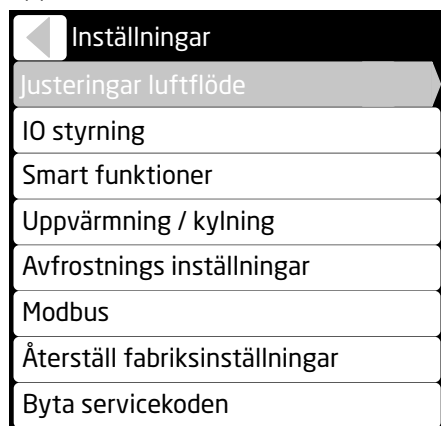 Inställningar
Justeringar luftflöde
IO styrning
Smart funktioner
Uppvärmning / kylning
Avfrostnings inställningar
Modbus
Återställ fabriksinställningar
Byta servicekoden